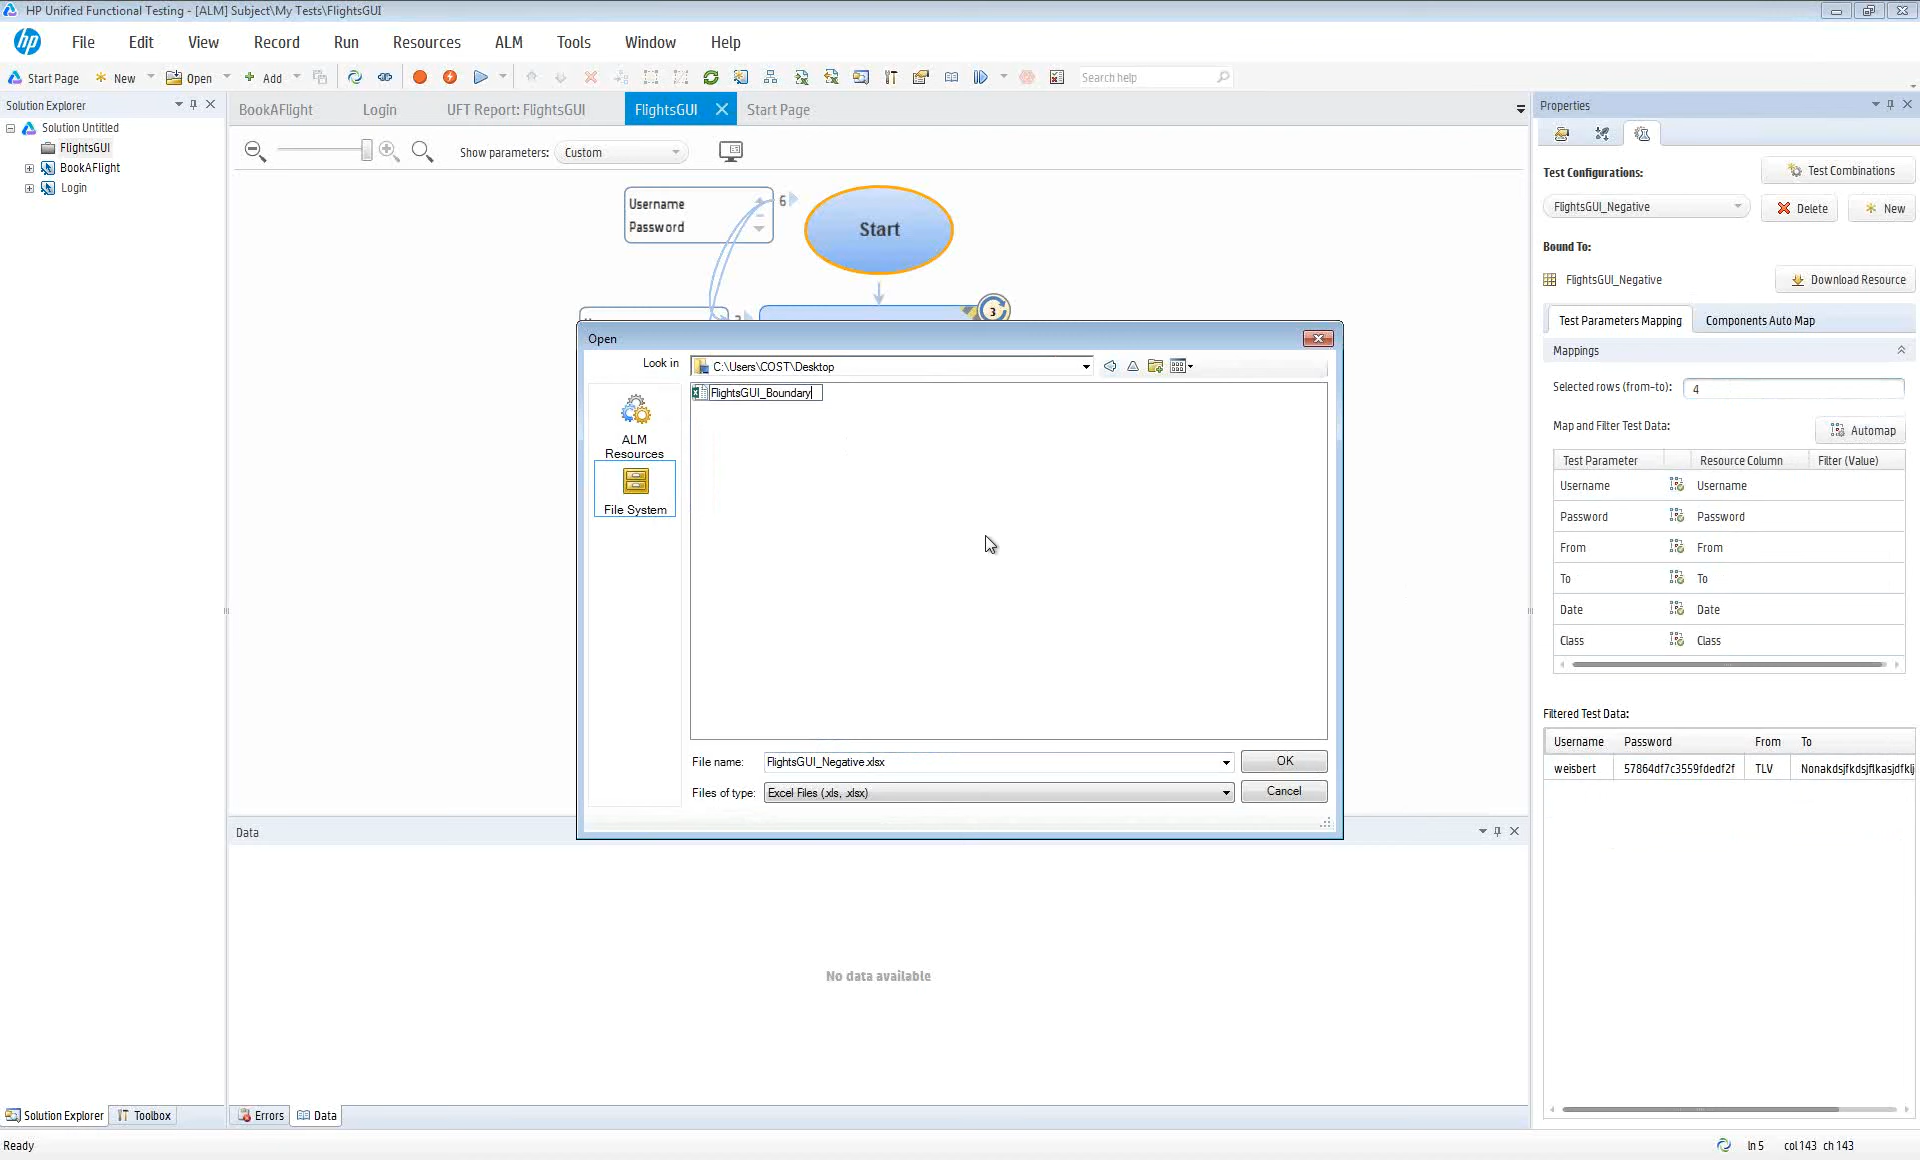 HP Unified Functional Testing - [ALM] Subject\My Tests\FlightsGUI
hp File Edit View Record Run Resources ALM Tools Window Help
Start Page New Open Add Search help
Solution Explorer
Solution Untitled
FlightsGUI
BookAFlight
Login
BookAFlight Login UFT Report: FlightsGUI FlightsGUI Start Page
Show parameters: Custom
Username
Password
6
Start
3
Open
Look in C:\Users\COST\Desktop
FlightsGUI_Boundary
ALM
Resources
File System
File name: FlightsGUI_Negative.xlsx OK
Files of type: Excel Files (.xls, .xlsx) Cancel
Data
No data available
Properties
Test Configurations: Test Combinations
FlightsGUI_Negative Delete New
Bound To:
FlightsGUI_Negative Download Resource
Test Parameters Mapping Components Auto Map
Mappings
Selected rows (from-to): 4
Map and Filter Test Data: Automap
Test Parameter Resource Column Filter (Value)
Username Username
Password Password
From From
To To
Date Date
Class Class
Filtered Test Data:
Username Password From To
weisbert 57864df7c3559fdedf2f TLV
Solution Explorer Toolbox Errors Data
Ready ln 5 col 143 ch 143